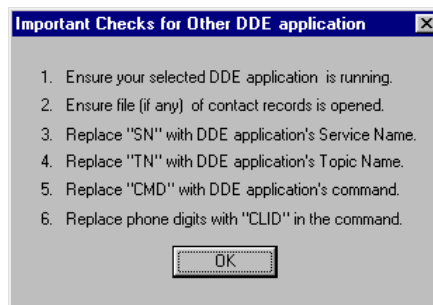 Important Checks for Other DDE application
1. Ensure your selected DDE application is running.
2. Ensure file (if any) of contact records is opened.
3. Replace "SN" with DDE application's Service Name.
4. Replace "TN" with DDE application's Topic Name.
5. Replace "CMD" with DDE application's command.
6. Replace phone digits with "CLID" in the command.
OK